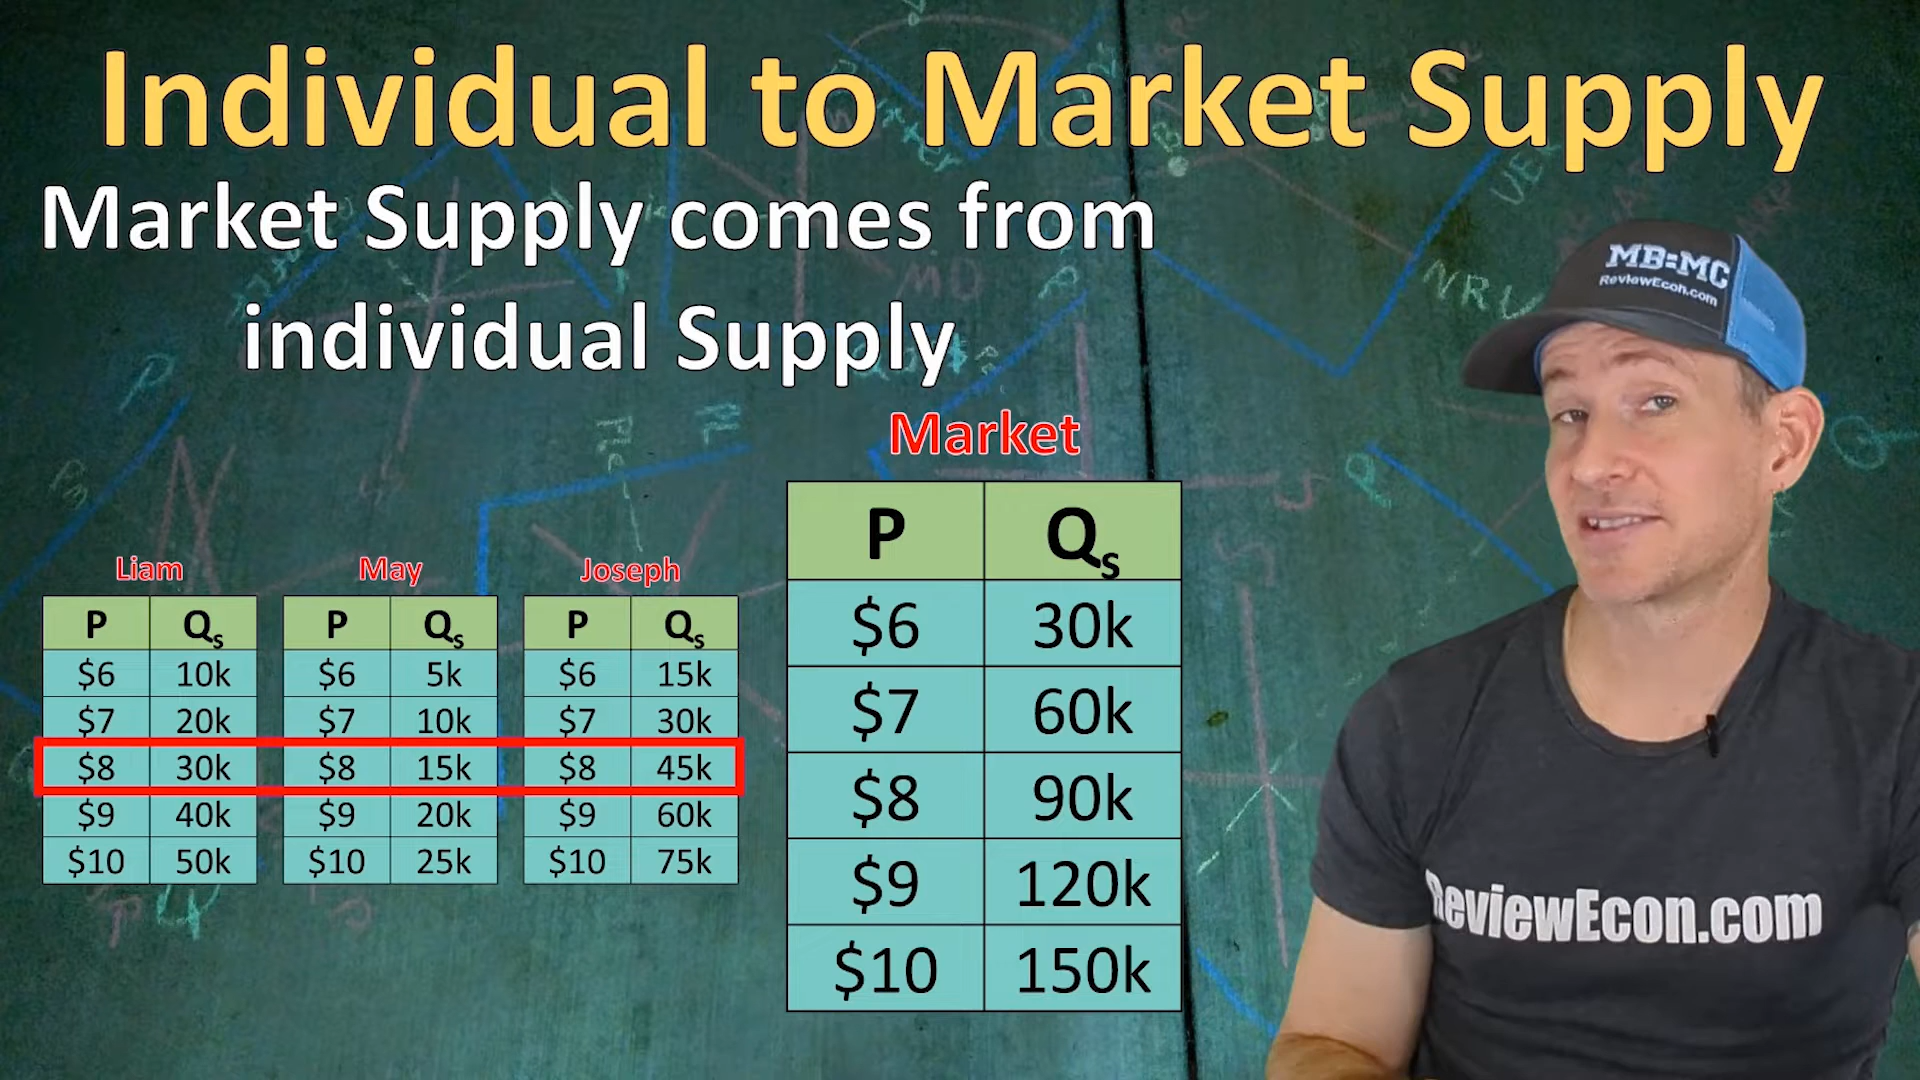 Individual to Market Supply
Market Supply comes from
individual Supply
Market
P Qs
$6 30k
$7 60k
$8 90k
$9 120k
$10 150k
Liam
P Qs
$6 10k
$7 20k
$8 30k
$9 40k
$10 50k
May
P Qs
$6 5k
$7 10k
$8 15k
$9 20k
$10 25k
Joseph
P Qs
$6 15k
$7 30k
$8 45k
$9 60k
$10 75k
MB=MC
ReviewEcon.com
ReviewEcon.com
NRU